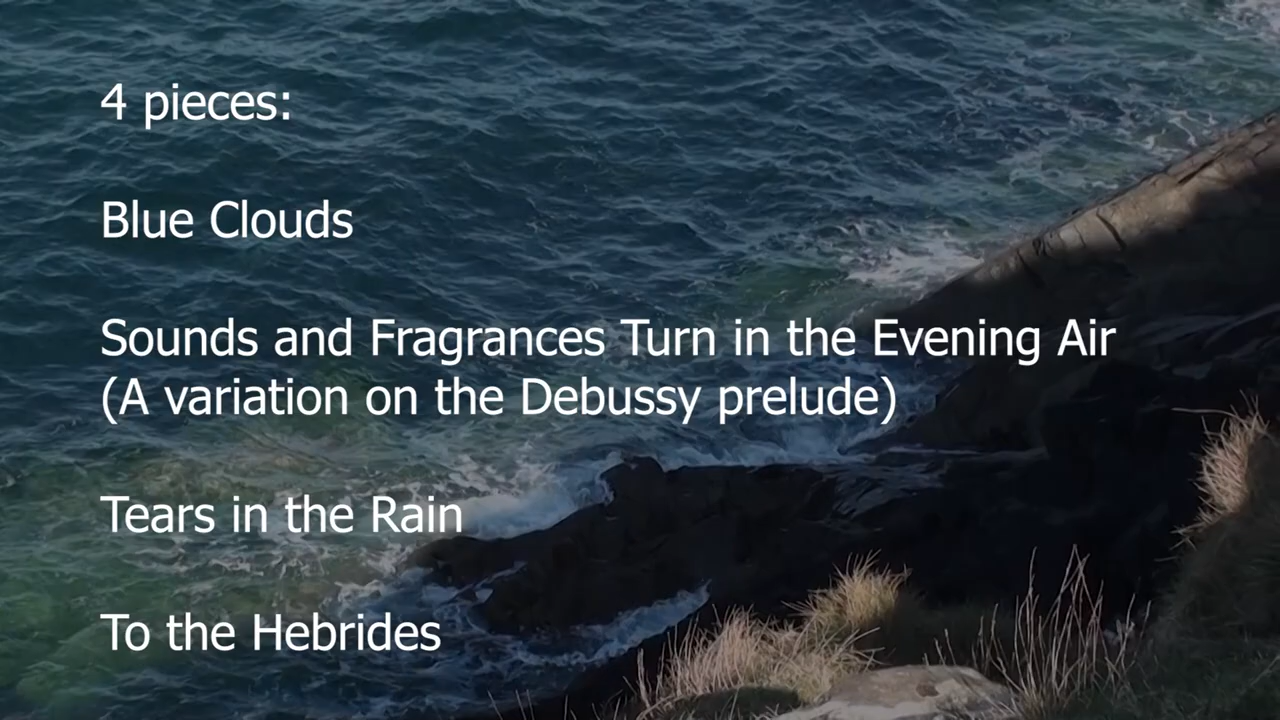 4 pieces:
Blue Clouds
Sounds and Fragrances Turn in the Evening Air
(A variation on the Debussy prelude)
Tears in the Rain
To the Hebrides